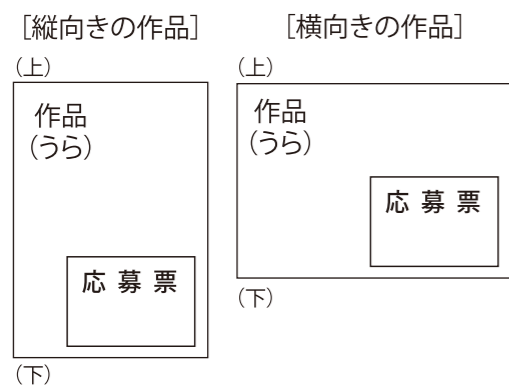 [縦向きの作品]
(上)
作品
(うら)
応募票
(下)
[横向きの作品]
(上)
作品
(うら)
応募票
(下)